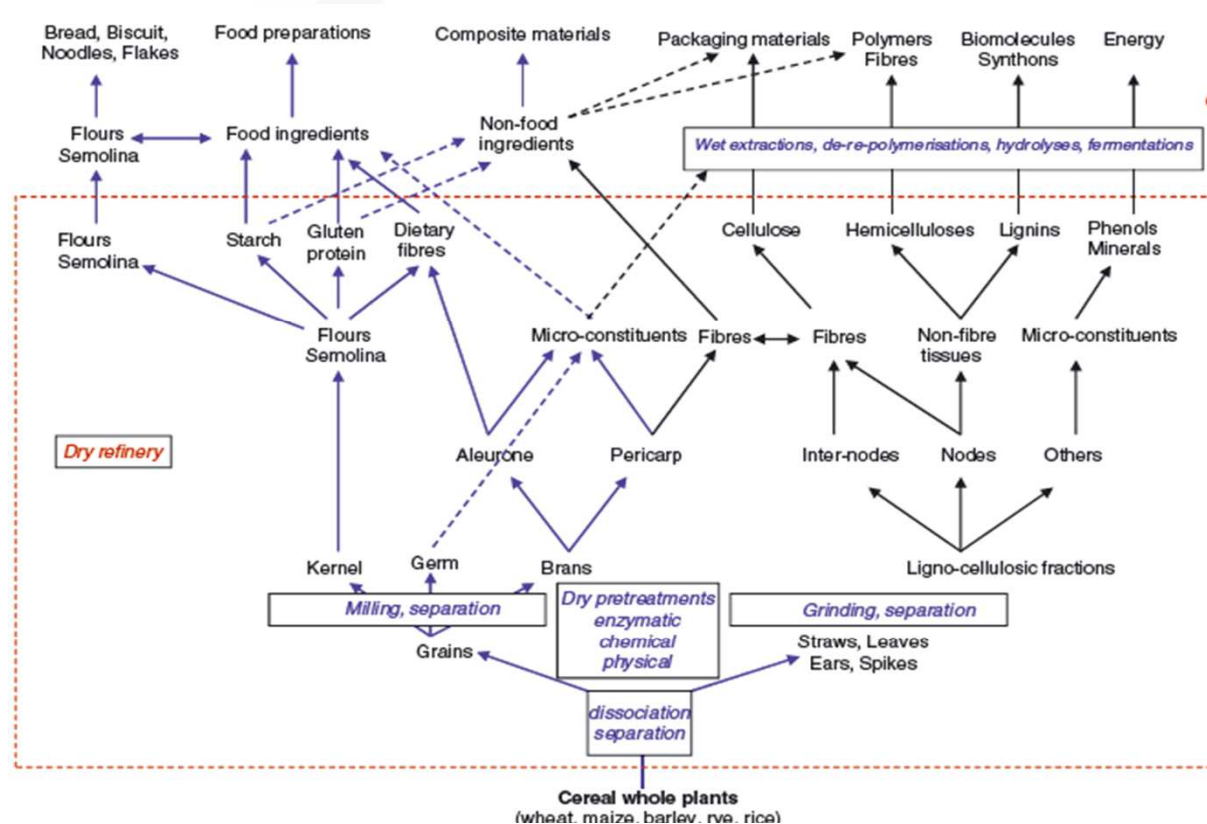 Bread, Biscuit,
Noodles, Flakes
Food preparations
Composite materials
Packaging materials
Polymers
Fibres
Biomolecules
Synthons
Energy
Flours
Semolina
Food ingredients
Non-food
ingredients
Wet extractions, de-re-polymerisations, hydrolyses, fermentations
Flours
Semolina
Starch
Gluten
protein
Dietary
fibres
Cellulose
Hemicelluloses
Lignins
Phenols
Minerals
Flours
Semolina
Micro-constituents
Fibres
Fibres
Non-fibre
tissues
Micro-constituents
Dry refinery
Aleurone
Pericarp
Inter-nodes
Nodes
Others
Kernel
Germ
Brans
Ligno-cellulosic fractions
Milling, separation
Dry pretreatments
enzymatic
chemical
physical
Grinding, separation
Grains
Straws, Leaves
Ears, Spikes
dissociation
separation
Cereal whole plants
(wheat, maize, barley, rye, rice)